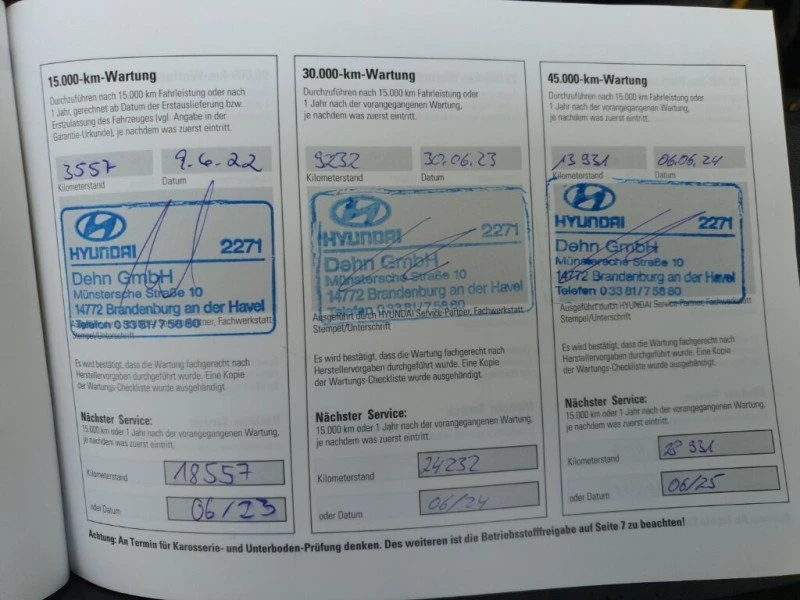 15.000-km-Wartung
Durchzuführen nach 15.000 km Fahrleistung oder nach
1 Jahr, gerechnet ab Datum der Erstauslieferung bzw.
Erstzulassung des Fahrzeuges (vgl. Angabe in der
Garantie-Urkunde), je nachdem was zuerst eintritt.
3557 9.6.22
Kilometerstand Datum
HYUNDAI 2271
Dehn GmbH
Münstersche Straße 10
14772 Brandenburg an der Havel
Telefon 0 33 81/7 58 80
Partner, Fachwerkstatt
Stempel/Unterschrift
Es wird bestätigt, dass die Wartung fachgerecht nach
Herstellervorgaben durchgeführt wurde. Eine Kopie
der Wartungs-Checkliste wurde ausgehändigt.
Nächster Service:
15.000 km oder 1 Jahr nach der vorangegangenen Wartung,
je nachdem was zuerst eintritt.
Kilometerstand 18557
oder Datum 06/23
30.000-km-Wartung
Durchzuführen nach 15.000 km Fahrleistung oder
1 Jahr nach der vorangegangenen Wartung,
je nachdem was zuerst eintritt.
9232 30.06.23
Kilometerstand Datum
HYUNDAI 2271
Dehn GmbH
Münstersche Straße 10
14772 Brandenburg an der Havel
Telefon 0 33 81/7 58 80
Ausgeführt durch HYUNDAI Service-Partner, Fachwerkstatt
Stempel/Unterschrift
Es wird bestätigt, dass die Wartung fachgerecht nach
Herstellervorgaben durchgeführt wurde. Eine Kopie
der Wartungs-Checkliste wurde ausgehändigt.
Nächster Service:
15.000 km oder 1 Jahr nach der vorangegangenen Wartung,
je nachdem was zuerst eintritt.
Kilometerstand 24232
oder Datum 06/24
45.000-km-Wartung
Durchzuführen nach 15.000 km Fahrleistung oder
1 Jahr nach der vorangegangenen Wartung,
je nachdem was zuerst eintritt.
13931 06.06.24
Kilometerstand Datum
HYUNDAI 2271
Dehn GmbH
Münstersche Straße 10
14772 Brandenburg an der Havel
Telefon 0 33 81/7 58 80
Ausgeführt durch HYUNDAI Service-Partner, Fachwerkstatt
Stempel/Unterschrift
Es wird bestätigt, dass die Wartung fachgerecht nach
Herstellervorgaben durchgeführt wurde. Eine Kopie
der Wartungs-Checkliste wurde ausgehändigt.
Nächster Service:
15.000 km oder 1 Jahr nach der vorangegangenen Wartung,
je nachdem was zuerst eintritt.
Kilometerstand 28931
oder Datum 06/25
Achtung: An Termin für Karosserie- und Unterboden-Prüfung denken. Des weiteren ist die Betriebsstofffreigabe auf Seite 7 zu beachten!